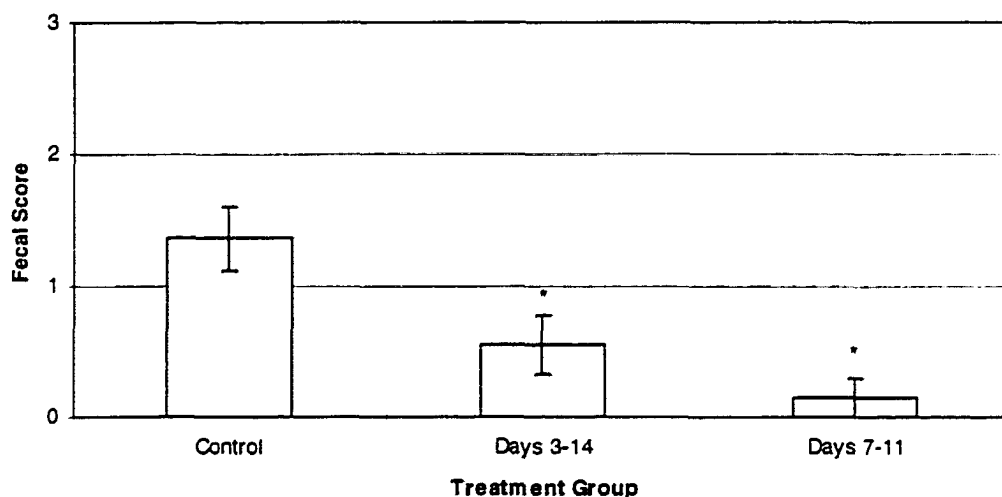 3
2
1
0
Fecal Score
*
*
Control
Days 3-14
Days 7-11
Treatment Group